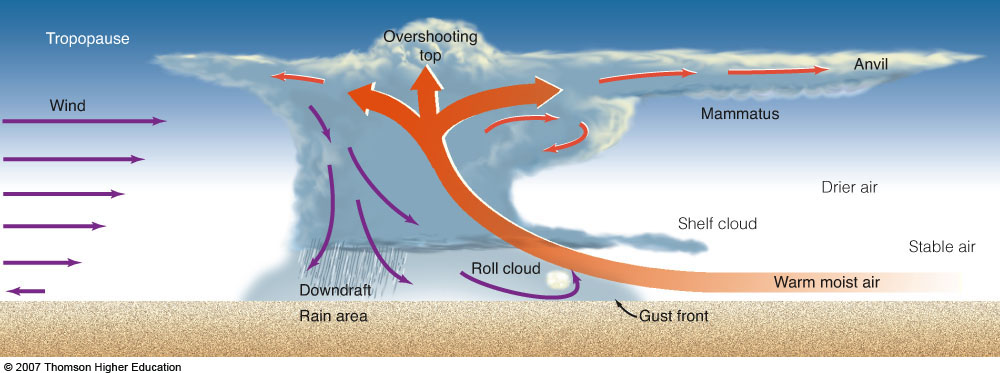 Tropopause
Overshooting
top
Anvil
Wind
Mammatus
Drier air
Shelf cloud
Stable air
Roll cloud
Warm moist air
Downdraft
Rain area
Gust front
© 2007 Thomson Higher Education